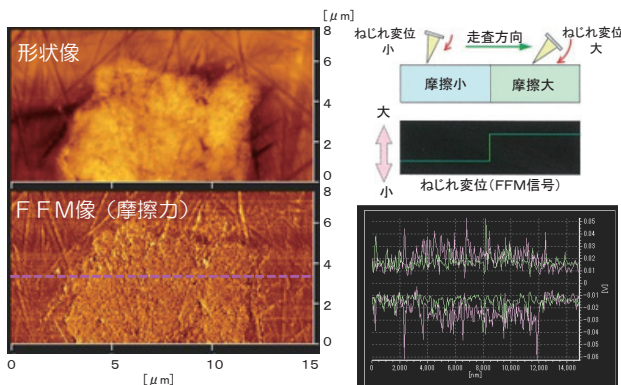 [μm]
8
形状像
6
4
2
0
0
5
10
15
8
FFM像（摩擦力）
6
4
2
0
0
5
10
15
[μm]
[μm]
ねじれ変位
小
走査方向
ねじれ変位
大
摩擦小
摩擦大
大
小
ねじれ変位(FFM信号)
0.05
0.04
0.03
0.02
0.01
0
-0.01
-0.02
-0.03
-0.04
-0.05
-0.06
[V]
0
2,000
4,000
6,000
8,000
10,000
12,000
14,000
[nm]